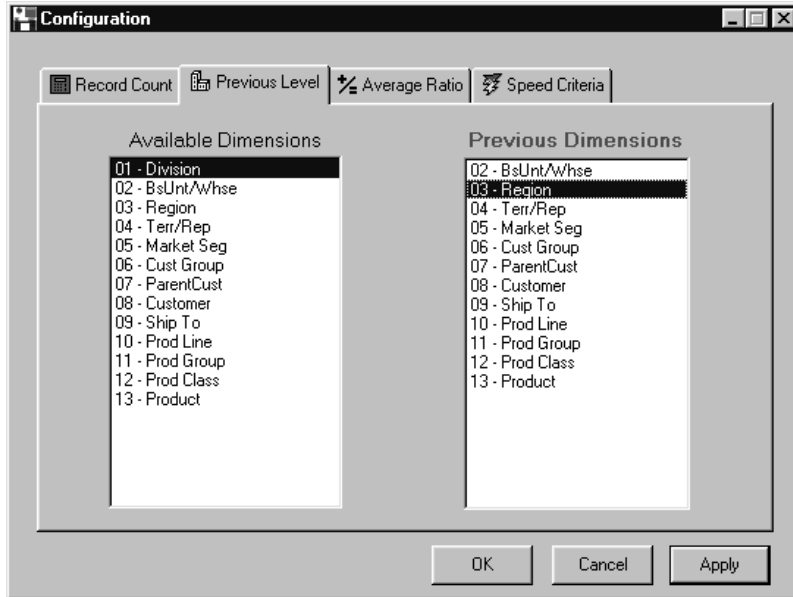 Configuration
Record Count Previous Level Average Ratio Speed Criteria
Available Dimensions
01 - Division
02 - BsUnt/Whse
03 - Region
04 - Terr/Rep
05 - Market Seg
06 - Cust Group
07 - ParentCust
08 - Customer
09 - Ship To
10 - Prod Line
11 - Prod Group
12 - Prod Class
13 - Product
Previous Dimensions
02 - BsUnt/Whse
03 - Region
04 - Terr/Rep
05 - Market Seg
06 - Cust Group
07 - ParentCust
08 - Customer
09 - Ship To
10 - Prod Line
11 - Prod Group
12 - Prod Class
13 - Product
OK Cancel Apply